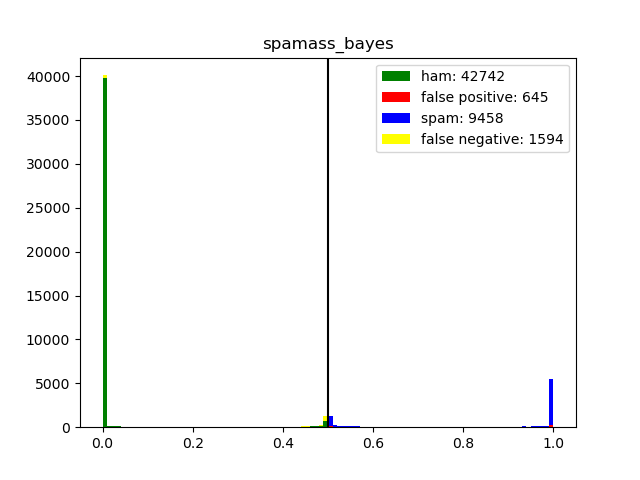 spamass_bayes
ham: 42742
false positive: 645
spam: 9458
false negative: 1594
40000
35000
30000
25000
20000
15000
10000
5000
0
0.0 0.2 0.4 0.6 0.8 1.0